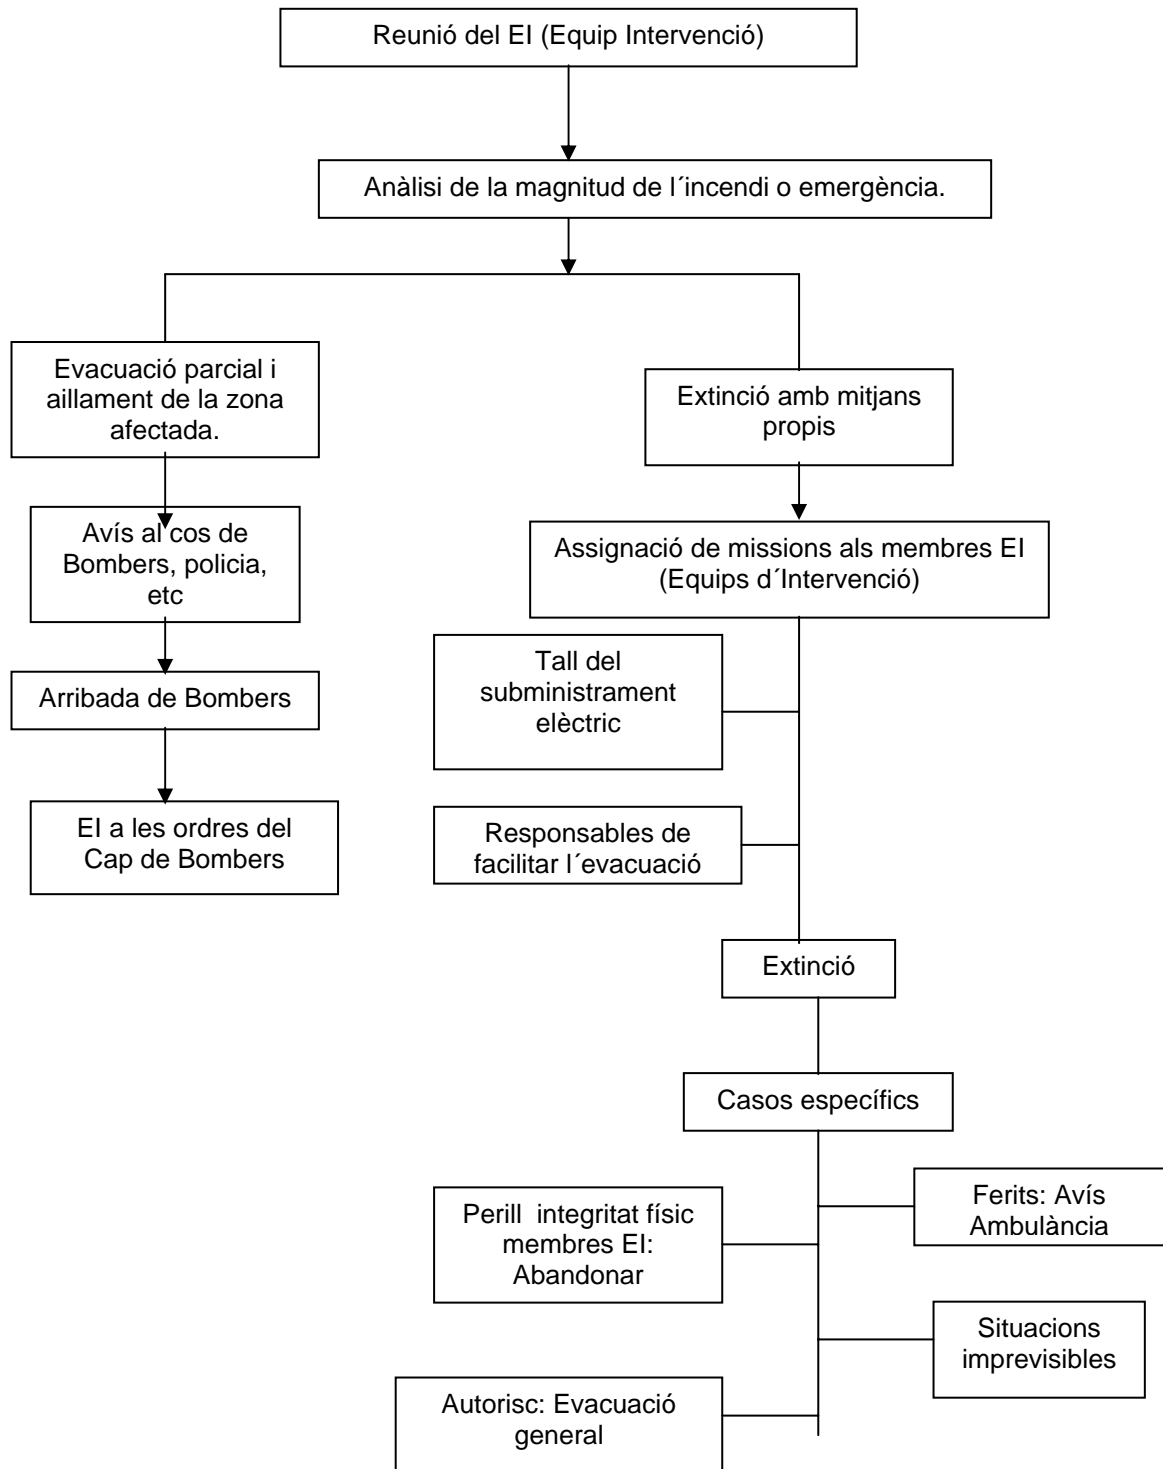 Reunió del EI (Equip Intervenció)
Anàlisi de la magnitud de l´incendi o emergència.
Evacuació parcial i
aillament de la zona
afectada.
Avís al cos de
Bombers, policia,
etc
Arribada de Bombers
EI a les ordres del
Cap de Bombers
Extinció amb mitjans
propis
Assignació de missions als membres EI
(Equips d´Intervenció)
Tall del
subministrament
elèctric
Responsables de
facilitar l´evacuació
Extinció
Casos específics
Ferits: Avís
Ambulància
Perill  integritat físic
membres EI:
Abandonar
Situacions
imprevisibles
Autorisc: Evacuació
general